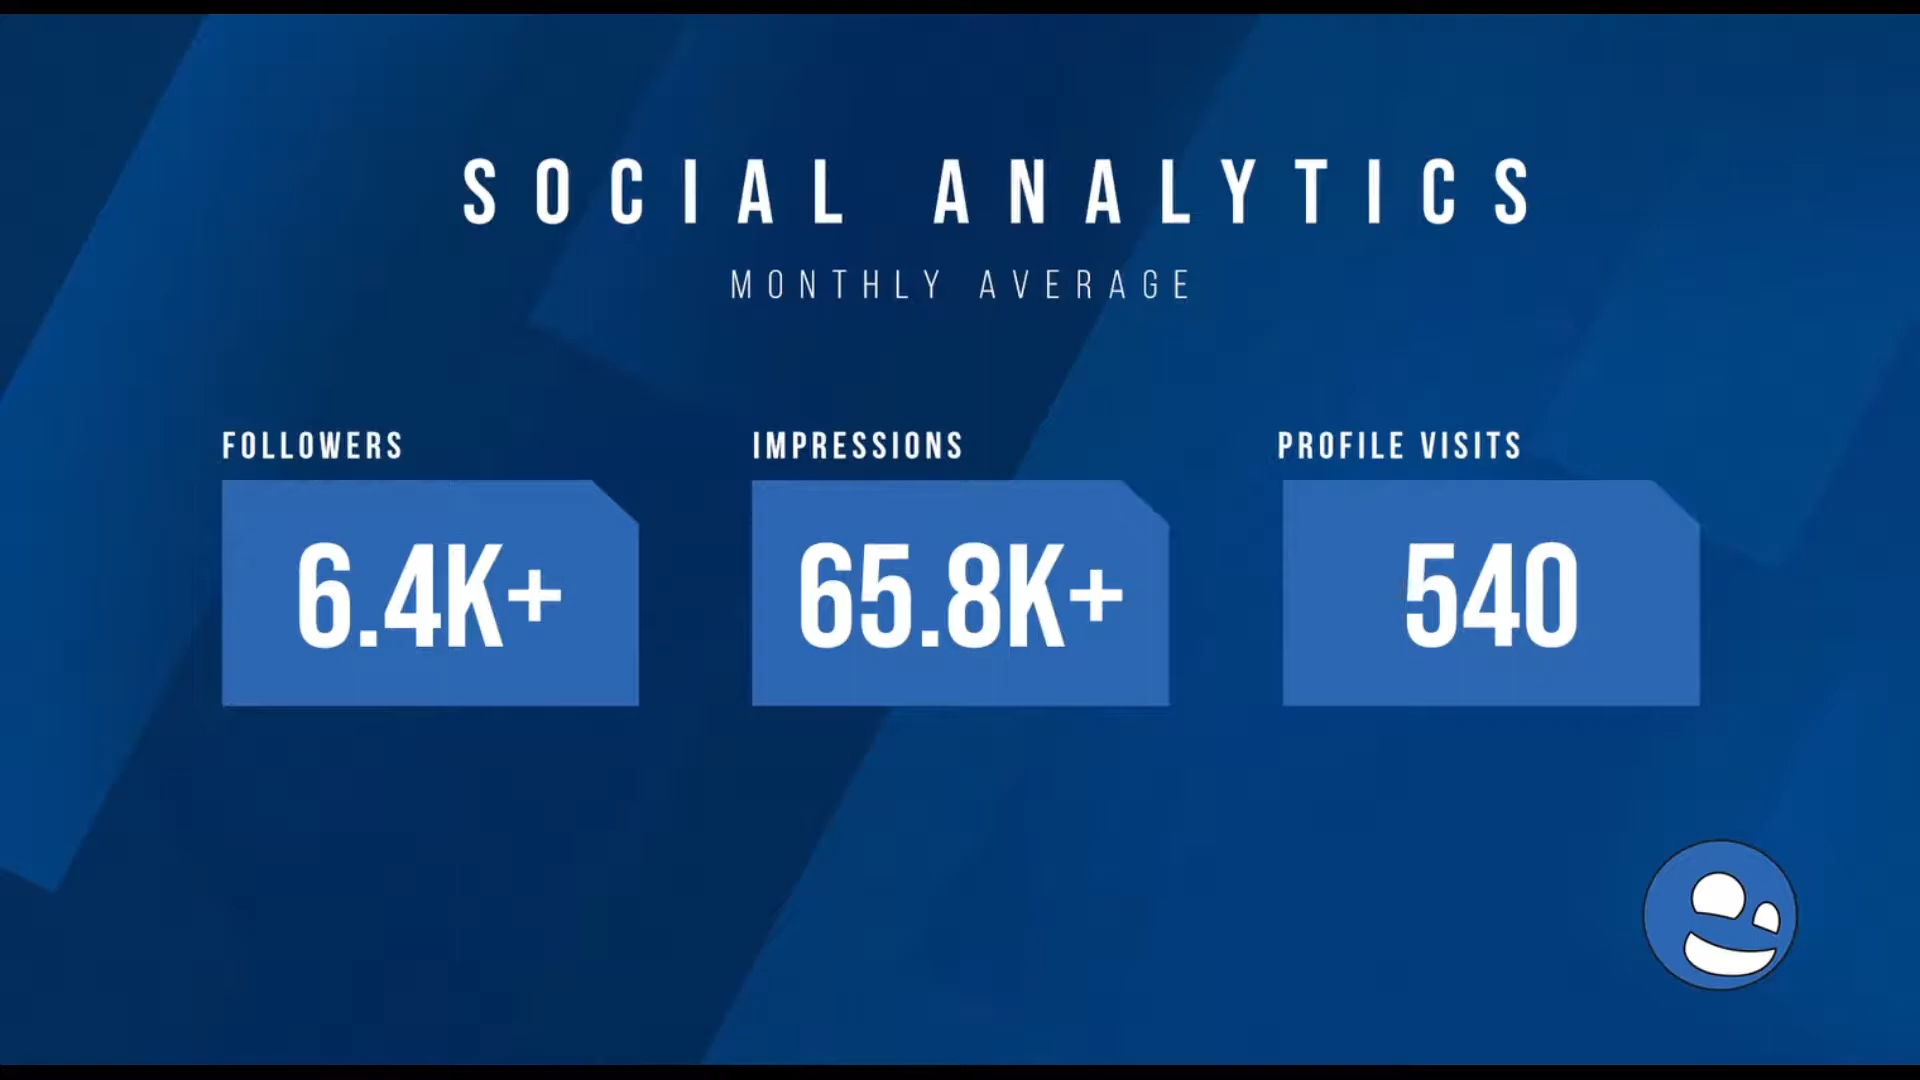 SOCIAL ANALYTICS
MONTHLY AVERAGE
FOLLOWERS
IMPRESSIONS
PROFILE VISITS
6.4K+
65.8K+
540